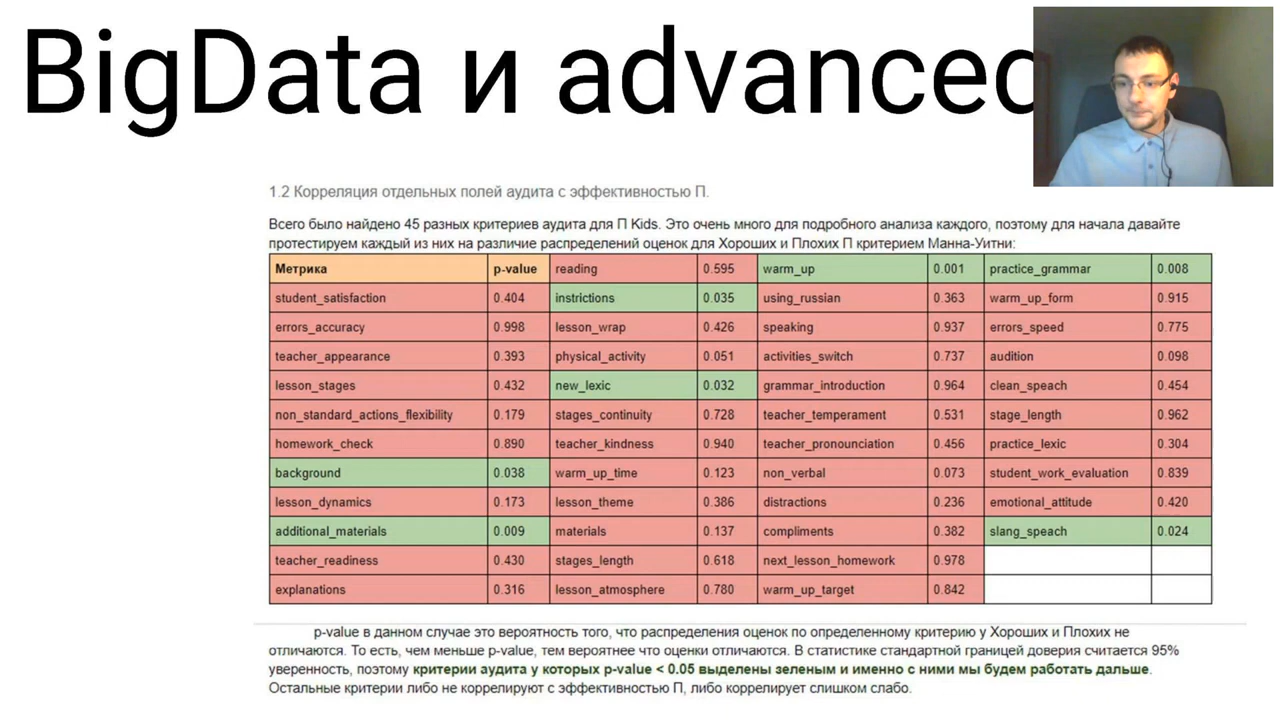 BigData и advanced
1.2 Корреляция отдельных полей аудита с эффективностью П.
Всего было найдено 45 разных критериев аудита для П Kids. Это очень много для подробного анализа каждого, поэтому для начала давайте
протестируем каждый из них на различие распределений оценок для Хороших и Плохих П критерием Манна-Уитни:
Метрика p-value reading 0.595 warm_up 0.001 practice_grammar 0.008
student_satisfaction 0.404 instrictions 0.035 using_russian 0.363 warm_up_form 0.915
errors_accuracy 0.998 lesson_wrap 0.426 speaking 0.937 errors_speed 0.775
teacher_appearance 0.393 physical_activity 0.051 activities_switch 0.737 audition 0.098
lesson_stages 0.432 new_lexic 0.032 grammar_introduction 0.964 clean_speach 0.454
non_standard_actions_flexibility 0.179 stages_continuity 0.728 teacher_temperament 0.531 stage_length 0.962
homework_check 0.890 teacher_kindness 0.940 teacher_pronounciation 0.456 practice_lexic 0.304
background 0.038 warm_up_time 0.123 non_verbal 0.073 student_work_evaluation 0.839
lesson_dynamics 0.173 lesson_theme 0.386 distractions 0.236 emotional_attitude 0.420
additional_materials 0.009 materials 0.137 compliments 0.382 slang_speach 0.024
teacher_readiness 0.430 stages_length 0.618 next_lesson_homework 0.978
explanations 0.316 lesson_atmosphere 0.780 warm_up_target 0.842
p-value в данном случае это вероятность того, что распределения оценок по определенному критерию у Хороших и Плохих не
отличаются. То есть, чем меньше p-value, тем вероятнее что оценки отличаются. В статистике стандартной границей доверия считается 95%
уверенность, поэтому критерии аудита у которых p-value < 0.05 выделены зеленым и именно с ними мы будем работать дальше.
Остальные критерии либо не коррелируют с эффективностью П, либо коррелирует слишком слабо.